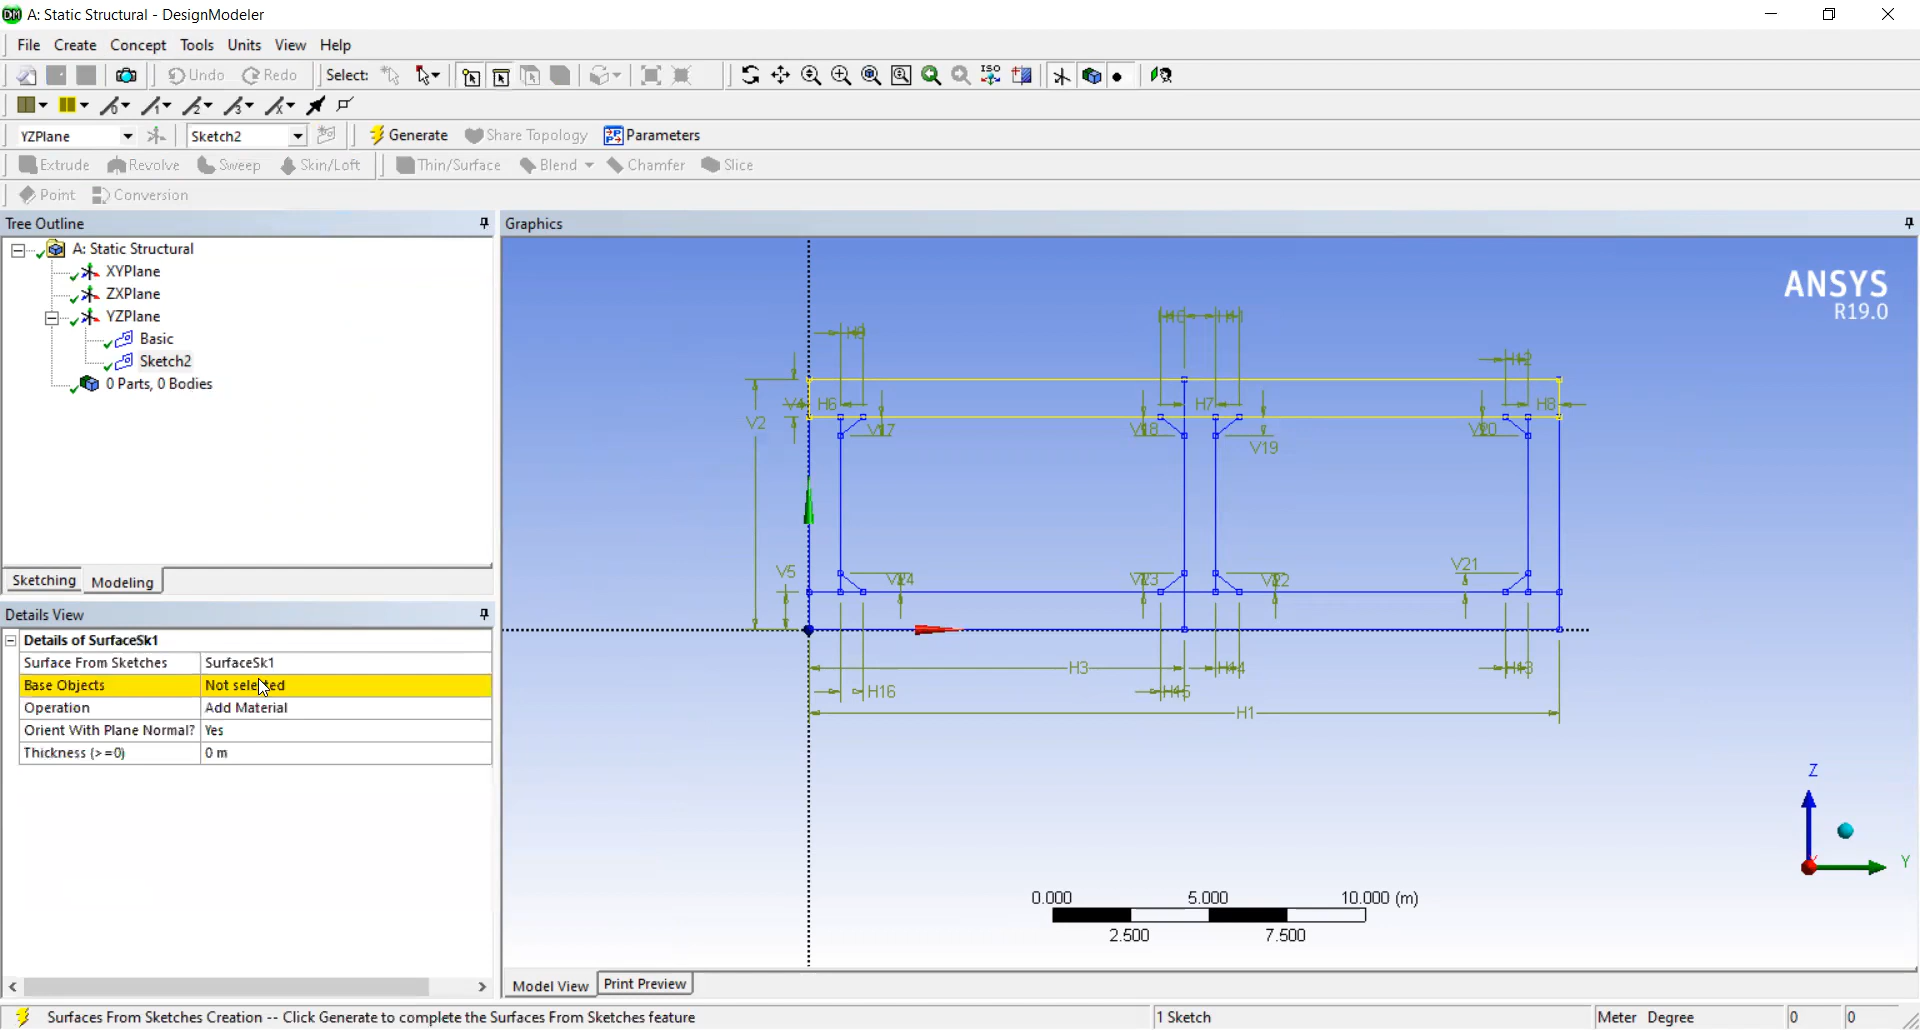 A: Static Structural - DesignModeler
File Create Concept Tools Units View Help
Undo Redo Select: ISO
YZPlane Sketch2 Generate Share Topology Parameters
Extrude Revolve Sweep Skin/Loft Thin/Surface Blend Chamfer Slice
Point Conversion
Tree Outline
A: Static Structural
XYPlane
ZXPlane
YZPlane
Basic
Sketch2
0 Parts, 0 Bodies
Sketching Modeling
Details View
Details of SurfaceSk1
Surface From Sketches SurfaceSk1
Base Objects Not selected
Operation Add Material
Orient With Plane Normal? Yes
Thickness (>=0) 0 m
Graphics
ANSYS
R19.0
H12
V4 H6 H7 H8
V2
V17 V18 V20
V19
V5 V24 V23 V22 V21
H3 H14 H13
H16 H15
H1
Z
Y
0.000 5.000 10.000 (m)
2.500 7.500
Model View Print Preview
Surfaces From Sketches Creation -- Click Generate to complete the Surfaces From Sketches feature 1 Sketch Meter Degree 0 0